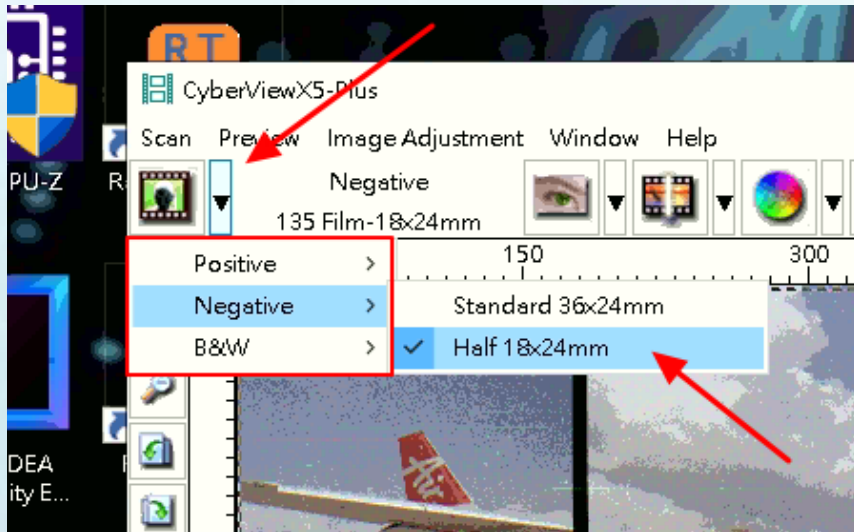 RT
CyberViewX5-Plus
Scan Preview Image Adjustment Window Help
PU-Z
R
Negative
135 Film-18x24mm
Positive
150
300
Negative
Standard 36x24mm
B&W
Half 18x24mm
Air
DEA
ity E...